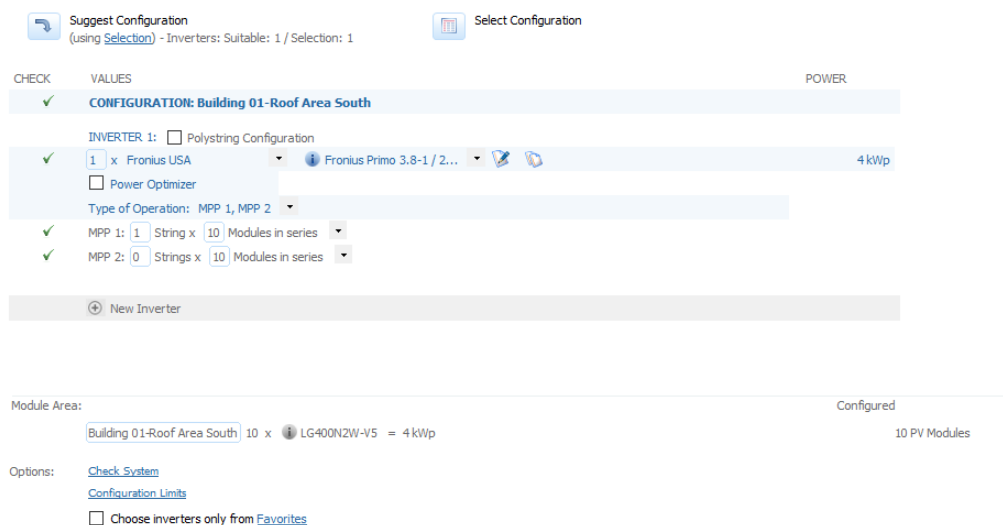 Suggest Configuration
(using Selection) - Inverters: Suitable: 1 / Selection: 1
Select Configuration
CHECK VALUES POWER
CONFIGURATION: Building 01-Roof Area South
INVERTER 1: Polystring Configuration
1 x Fronius USA Fronius Primo 3.8-1 / 2... 4 kWp
Power Optimizer
Type of Operation: MPP 1, MPP 2
MPP 1: 1 String x 10 Modules in series
MPP 2: 0 Strings x 10 Modules in series
New Inverter
Module Area: Configured
Building 01-Roof Area South 10 x LG400N2W-V5 = 4 kWp 10 PV Modules
Options: Check System
Configuration Limits
Choose inverters only from Favorites